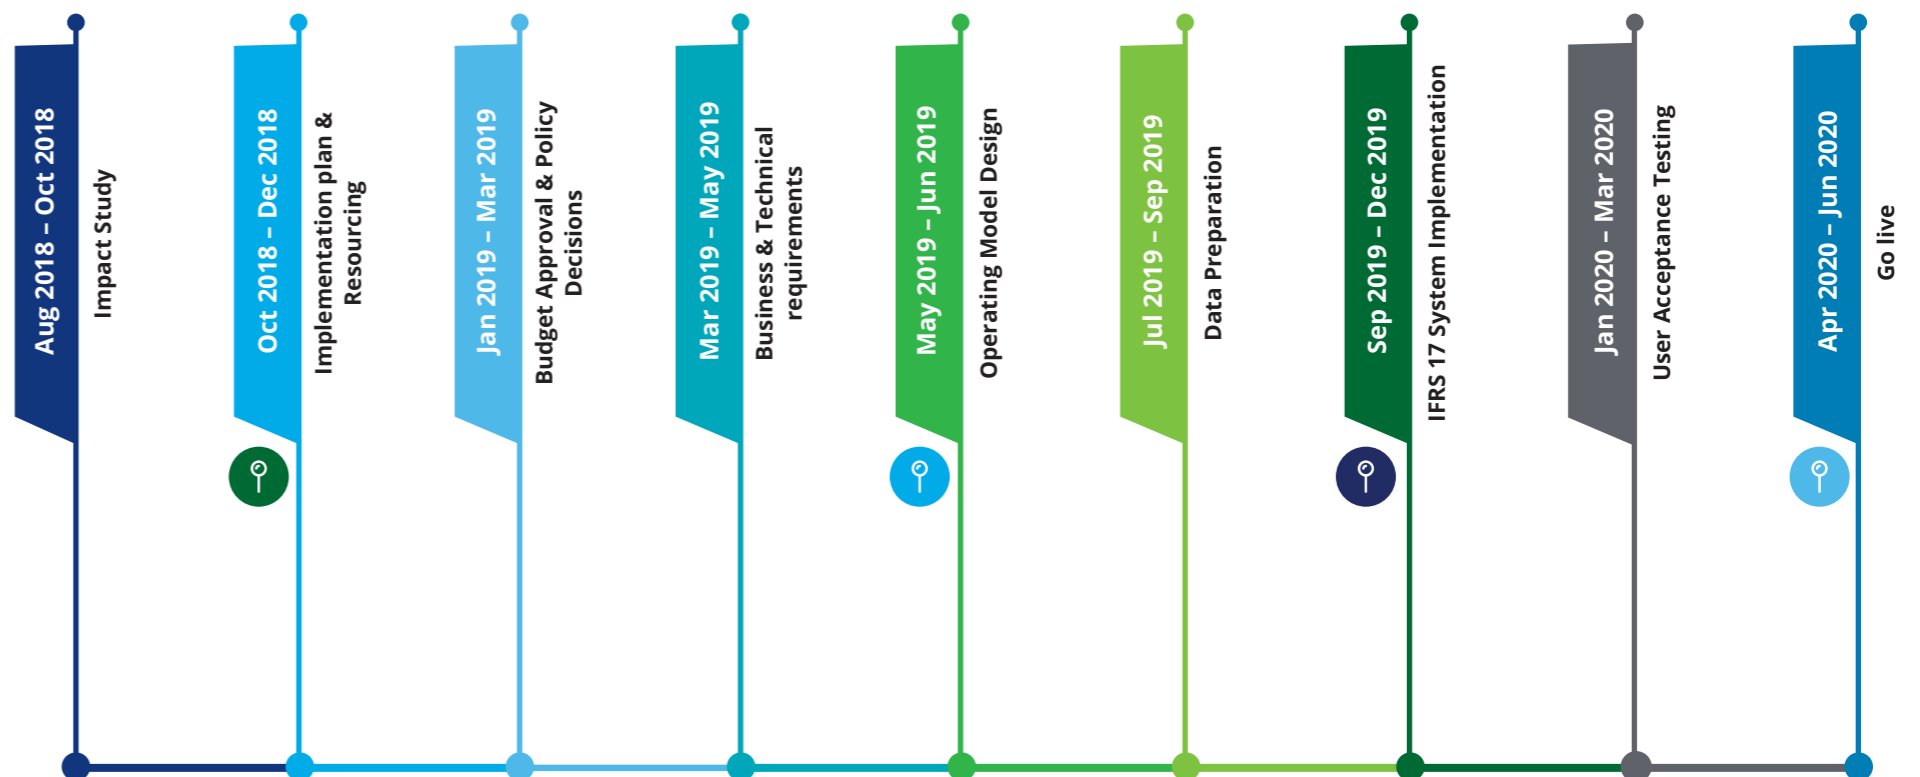 Aug 2018 – Oct 2018
Impact Study
Oct 2018 – Dec 2018
Implementation plan &
Resourcing
Jan 2019 – Mar 2019
Budget Approval & Policy
Decisions
Mar 2019 – May 2019
Business & Technical
requirements
May 2019 – Jun 2019
Operating Model Design
Jul 2019 – Sep 2019
Data Preparation
Sep 2019 – Dec 2019
IFRS 17 System Implementation
Jan 2020 – Mar 2020
User Acceptance Testing
Apr 2020 – Jun 2020
Go live